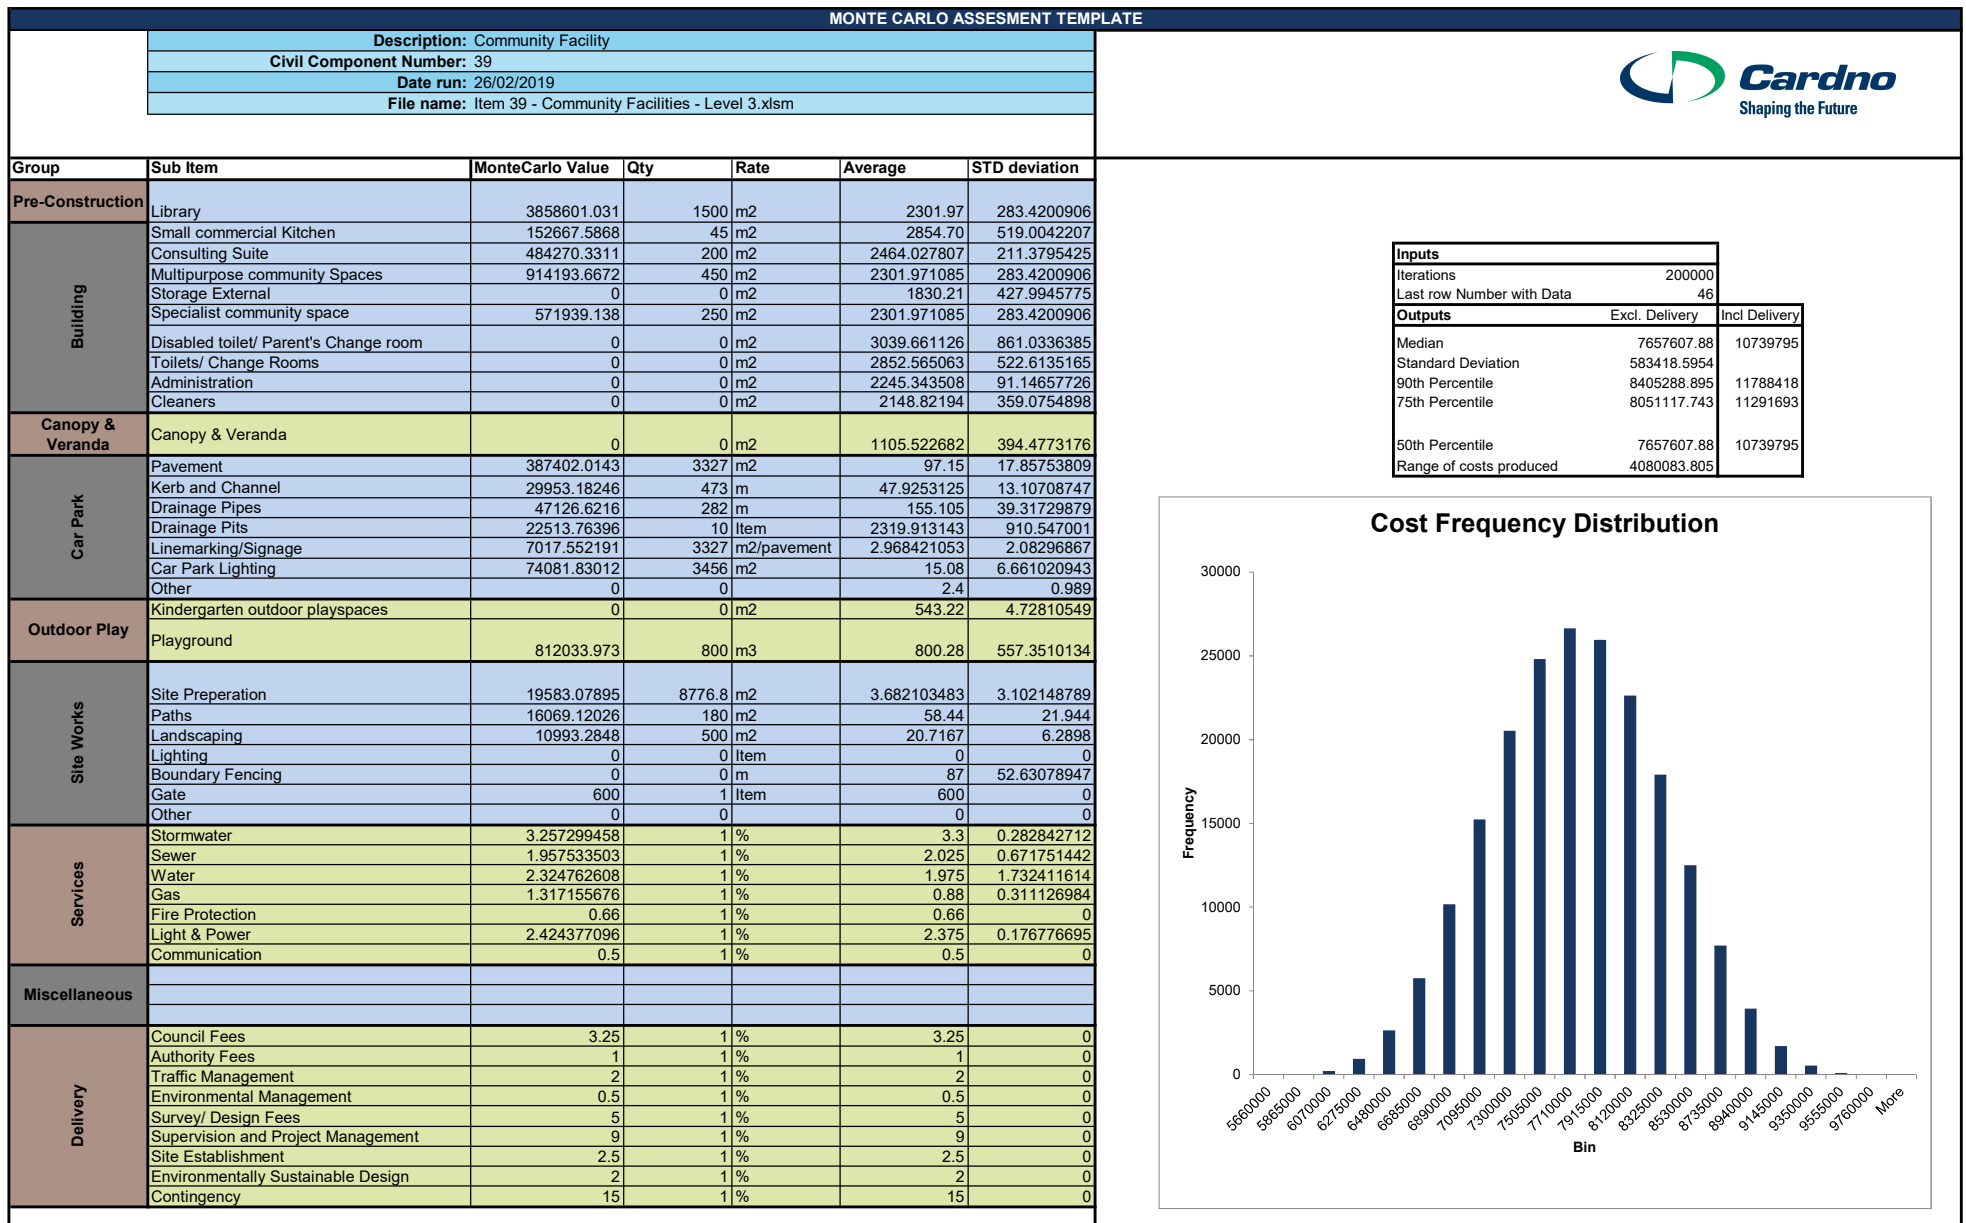 MONTE CARLO ASSESMENT TEMPLATE
Description: Community Facility
Civil Component Number: 39
Date run: 26/02/2019
File name: Item 39 - Community Facilities - Level 3.xlsm
Cardno
Shaping the Future
Group Sub Item MonteCarlo Value Qty Rate Average STD deviation
Pre-Construction
Library 3858601.031 1500 m2 2301.97 283.4200906
Building
Small commercial Kitchen 152667.5868 45 m2 2854.70 519.0042207
Consulting Suite 484270.3311 200 m2 2464.027807 211.3795425
Multipurpose community Spaces 914193.6672 450 m2 2301.971085 283.4200906
Storage External 0 0 m2 1830.21 427.9945775
Specialist community space 571939.138 250 m2 2301.971085 283.4200906
Disabled toilet/ Parent's Change room 0 0 m2 3039.661126 861.0336385
Toilets/ Change Rooms 0 0 m2 2852.565063 522.6135165
Administration 0 0 m2 2245.343508 91.14657726
Cleaners 0 0 m2 2148.82194 359.0754898
Canopy &
Veranda
Canopy & Veranda 0 0 m2 1105.522682 394.4773176
Car Park
Pavement 387402.0143 3327 m2 97.15 17.85753809
Kerb and Channel 29953.18246 473 m 47.9253125 13.10708747
Drainage Pipes 47126.6216 282 m 155.105 39.31729879
Drainage Pits 22513.76396 10 Item 2319.913143 910.547001
Linemarking/Signage 7017.552191 3327 m2/pavement 2.968421053 2.08296867
Car Park Lighting 74081.83012 3456 m2 15.08 6.661020943
Other 0 0 2.4 0.989
Outdoor Play
Kindergarten outdoor playspaces 0 0 m2 543.22 4.72810549
Playground 812033.973 800 m3 800.28 557.3510134
Site Works
Site Preperation 19583.07895 8776.8 m2 3.682103483 3.102148789
Paths 16069.12026 180 m2 58.44 21.944
Landscaping 10993.2848 500 m2 20.7167 6.2898
Lighting 0 0 Item 0 0
Boundary Fencing 0 0 m 87 52.63078947
Gate 600 1 Item 600 0
Other 0 0 0 0
Services
Stormwater 3.257299458 1 % 3.3 0.282842712
Sewer 1.957533503 1 % 2.025 0.671751442
Water 2.324762608 1 % 1.975 1.732411614
Gas 1.317155676 1 % 0.88 0.311126984
Fire Protection 0.66 1 % 0.66 0
Light & Power 2.424377096 1 % 2.375 0.176776695
Communication 0.5 1 % 0.5 0
Miscellaneous
Delivery
Council Fees 3.25 1 % 3.25 0
Authority Fees 1 1 % 1 0
Traffic Management 2 1 % 2 0
Environmental Management 0.5 1 % 0.5 0
Survey/ Design Fees 5 1 % 5 0
Supervision and Project Management 9 1 % 9 0
Site Establishment 2.5 1 % 2.5 0
Environmentally Sustainable Design 2 1 % 2 0
Contingency 15 1 % 15 0
Inputs
Iterations 200000
Last row Number with Data 46
Outputs Excl. Delivery Incl Delivery
Median 7657607.88 10739795
Standard Deviation 583418.5954
90th Percentile 8405288.895 11788418
75th Percentile 8051117.743 11291693
50th Percentile 7657607.88 10739795
Range of costs produced 4080083.805
Cost Frequency Distribution
30000
25000
20000
15000
10000
5000
0
Frequency
5660000 5865000 6070000 6275000 6480000 6685000 6890000 7095000 7300000 7505000 7710000 7915000 8120000 8325000 8530000 8735000 8940000 9145000 9350000 9555000 9760000 More
Bin